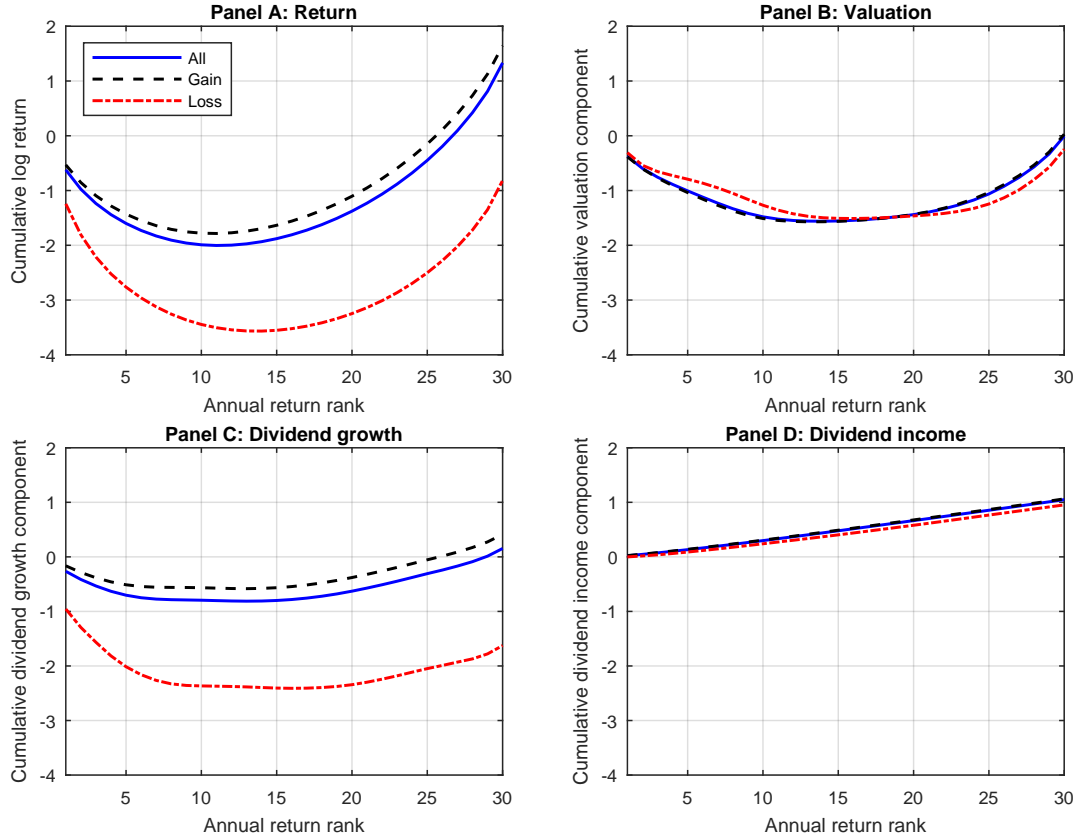 Panel A: Return
Cumulative log return
2
1
0
-1
-2
-3
-4
All
Gain
Loss
5 10 15 20 25 30
Annual return rank
Panel B: Valuation
Cumulative valuation component
2
1
0
-1
-2
-3
-4
5 10 15 20 25 30
Annual return rank
Panel C: Dividend growth
Cumulative dividend growth component
2
1
0
-1
-2
-3
-4
5 10 15 20 25 30
Annual return rank
Panel D: Dividend income
Cumulative dividend income component
2
1
0
-1
-2
-3
-4
5 10 15 20 25 30
Annual return rank